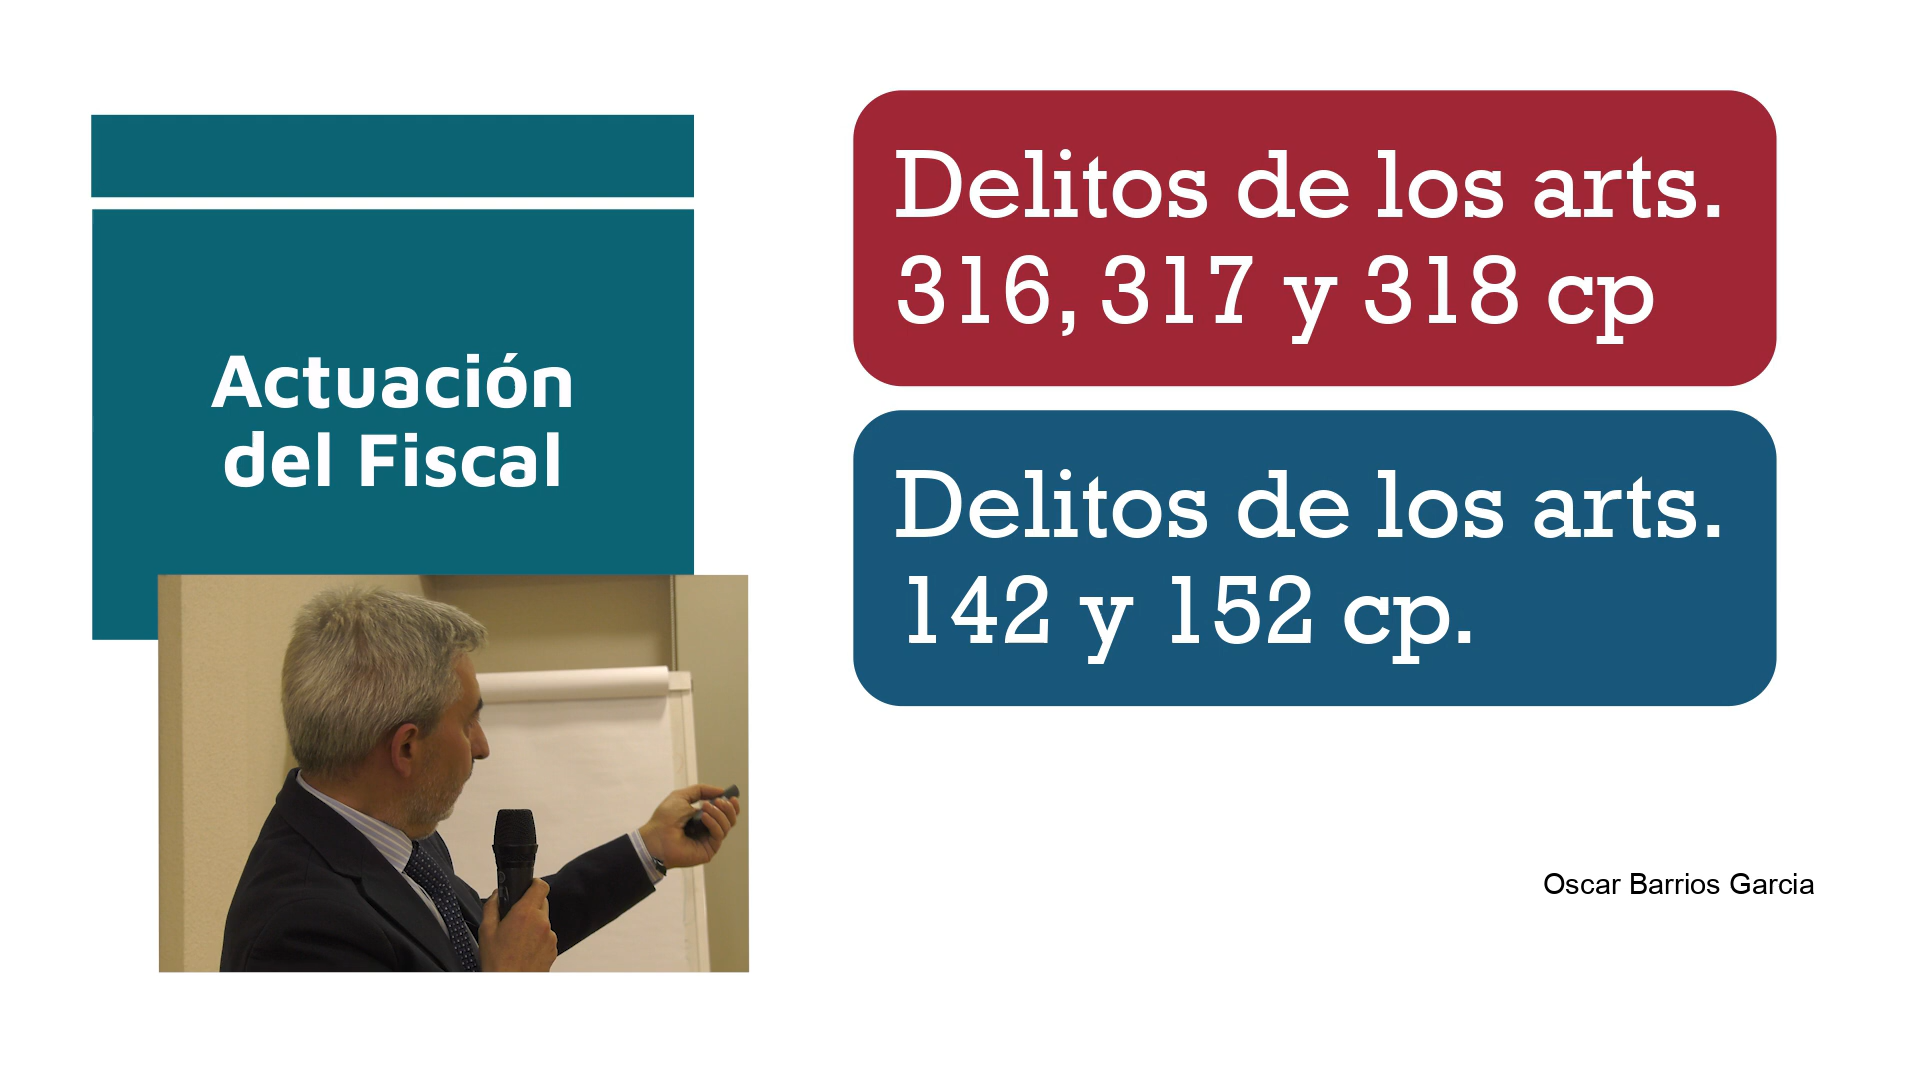 Actuación
del Fiscal
Delitos de los arts.
316, 317 y 318 cp
Delitos de los arts.
142 y 152 cp.
Oscar Barrios Garcia